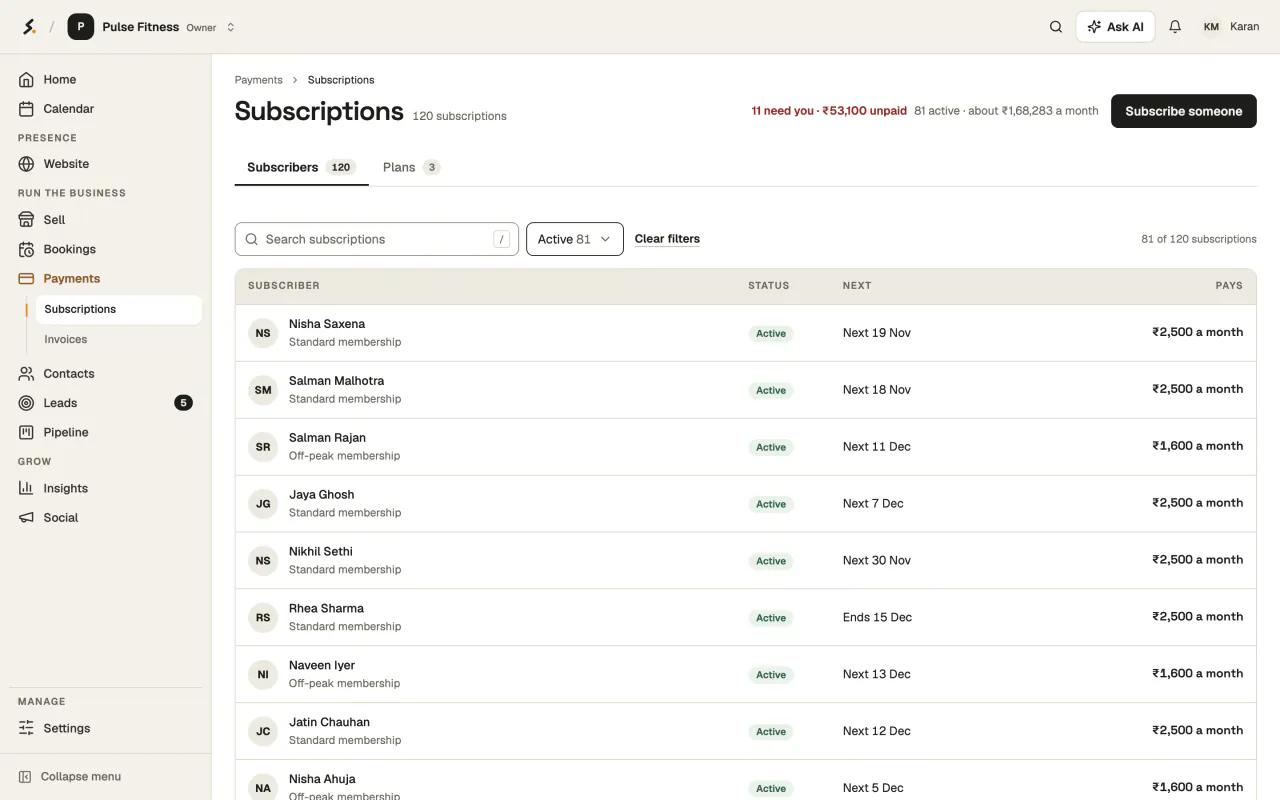 / P Pulse Fitness Owner
Ask AI KM Karan
Home
Calendar
PRESENCE
Website
RUN THE BUSINESS
Sell
Bookings
Payments
Subscriptions
Invoices
Contacts
Leads 5
Pipeline
GROW
Insights
Social
MANAGE
Settings
Collapse menu
Payments > Subscriptions
Subscriptions 120 subscriptions
11 need you · ₹53,100 unpaid 81 active · about ₹1,68,283 a month Subscribe someone
Subscribers 120 Plans 3
Search subscriptions / Active 81 Clear filters 81 of 120 subscriptions
SUBSCRIBER STATUS NEXT PAYS
NS Nisha Saxena Active Next 19 Nov ₹2,500 a month
Standard membership
SM Salman Malhotra Active Next 18 Nov ₹2,500 a month
Standard membership
SR Salman Rajan Active Next 11 Dec ₹1,600 a month
Off-peak membership
JG Jaya Ghosh Active Next 7 Dec ₹2,500 a month
Standard membership
NS Nikhil Sethi Active Next 30 Nov ₹2,500 a month
Standard membership
RS Rhea Sharma Active Ends 15 Dec ₹2,500 a month
Standard membership
NI Naveen Iyer Active Next 13 Dec ₹1,600 a month
Off-peak membership
JC Jatin Chauhan Active Next 12 Dec ₹2,500 a month
Standard membership
NA Nisha Ahuja Active Next 5 Dec ₹1,600 a month
Off-peak membership